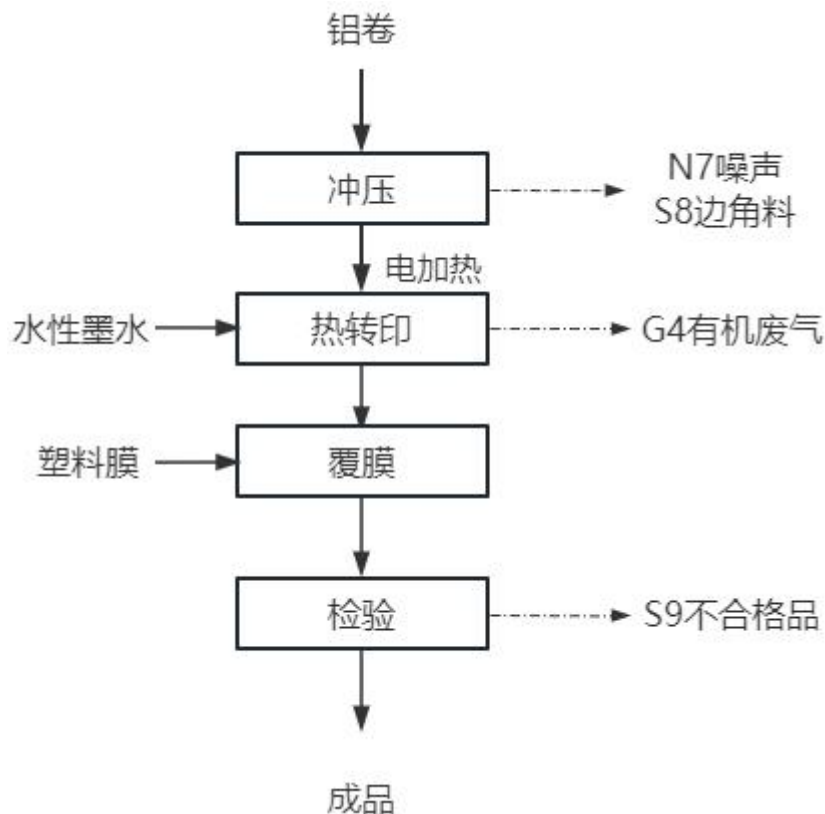 铝卷
冲压
N7噪声
S8边角料
电加热
水性墨水
热转印
G4有机废气
塑料膜
覆膜
检验
S9不合格品
成品